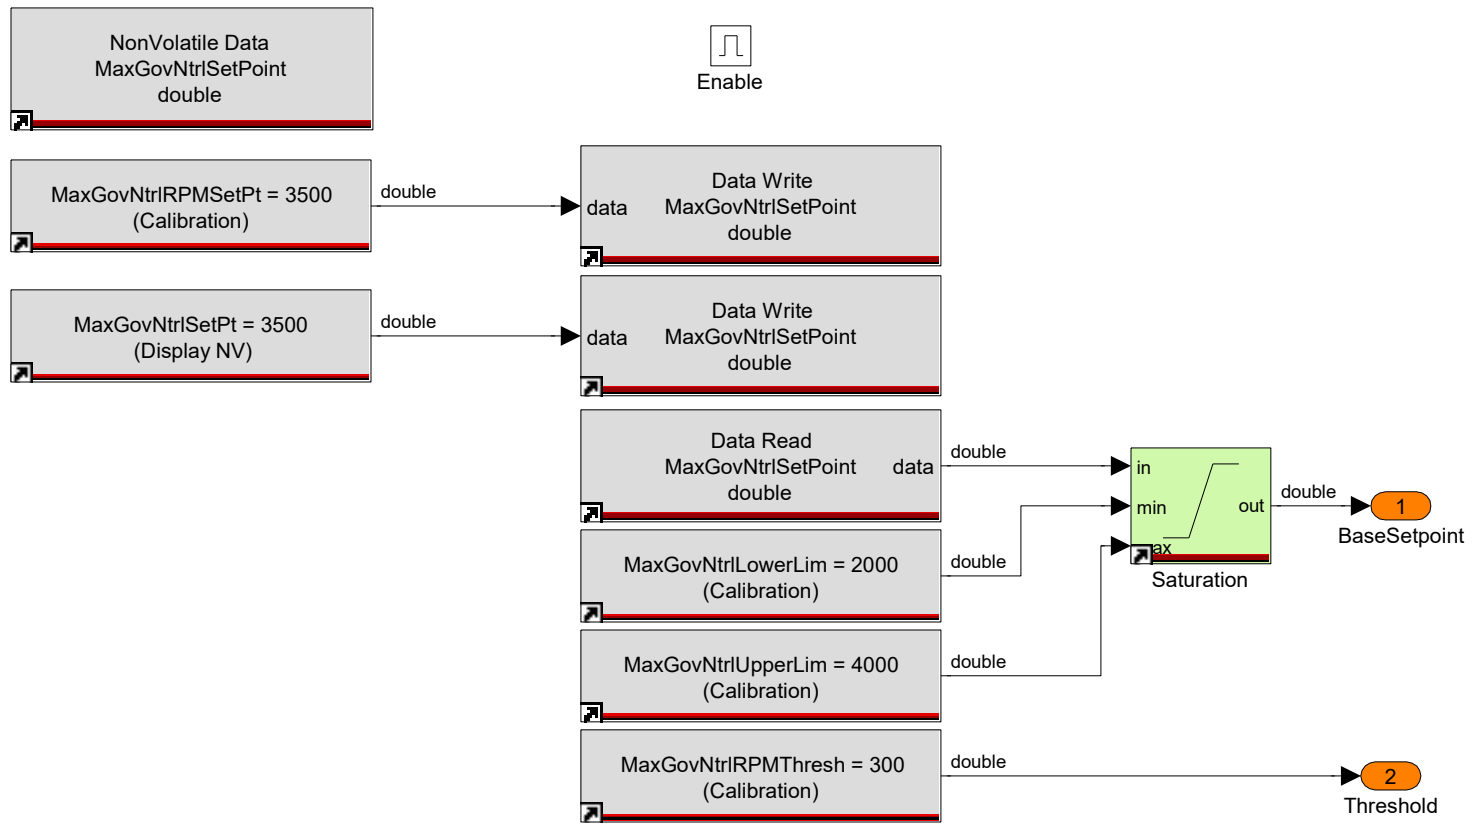 NonVolatile Data
MaxGovNtrlSetPoint
double
Enable
MaxGovNtrlRPMSetPt = 3500
(Calibration)
double
data
Data Write
MaxGovNtrlSetPoint
double
MaxGovNtrlSetPt = 3500
(Display NV)
double
data
Data Write
MaxGovNtrlSetPoint
double
Data Read
MaxGovNtrlSetPoint
double
data
double
in
min
ax
out
Saturation
double
1
BaseSetpoint
MaxGovNtrlLowerLim = 2000
(Calibration)
double
MaxGovNtrlUpperLim = 4000
(Calibration)
double
MaxGovNtrlRPMThresh = 300
(Calibration)
double
2
Threshold